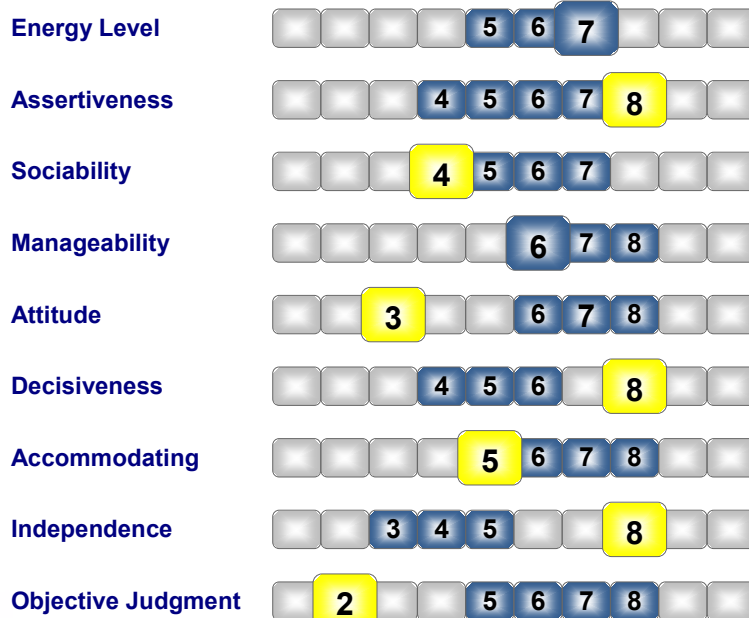 Energy Level 5 6 7
Assertiveness 4 5 6 7 8
Sociability 4 5 6 7
Manageability 6 7 8
Attitude 3 6 7 8
Decisiveness 4 5 6 8
Accommodating 5 6 7 8
Independence 3 4 5 8
Objective Judgment 2 5 6 7 8